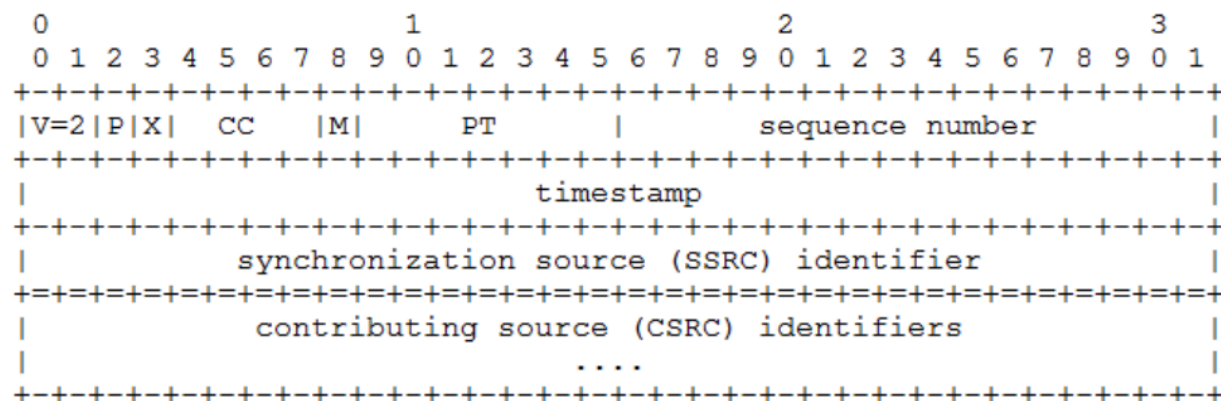 0                   1                   2                   3
0 1 2 3 4 5 6 7 8 9 0 1 2 3 4 5 6 7 8 9 0 1 2 3 4 5 6 7 8 9 0 1
+-+-+-+-+-+-+-+-+-+-+-+-+-+-+-+-+-+-+-+-+-+-+-+-+-+-+-+-+-+-+-+-+
|V=2|P|X|  CC   |M|     PT      |       sequence number         |
+-+-+-+-+-+-+-+-+-+-+-+-+-+-+-+-+-+-+-+-+-+-+-+-+-+-+-+-+-+-+-+-+
|                           timestamp                           |
+-+-+-+-+-+-+-+-+-+-+-+-+-+-+-+-+-+-+-+-+-+-+-+-+-+-+-+-+-+-+-+-+
|           synchronization source (SSRC) identifier            |
+=+=+=+=+=+=+=+=+=+=+=+=+=+=+=+=+=+=+=+=+=+=+=+=+=+=+=+=+=+=+=+=+
|            contributing source (CSRC) identifiers             |
|                             ....                              |
+-+-+-+-+-+-+-+-+-+-+-+-+-+-+-+-+-+-+-+-+-+-+-+-+-+-+-+-+-+-+-+-+